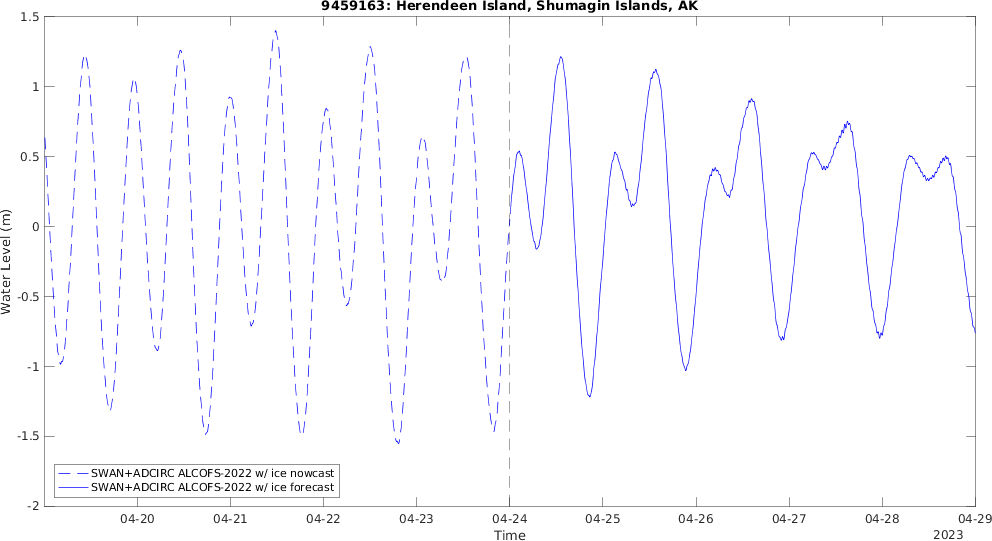 9459163: Herendeen Island, Shumagin Islands, AK
1.5
1
0.5
0
-0.5
-1
-1.5
-2
Water Level (m)
SWAN+ADCIRC ALCOFS-2022 w/ ice nowcast
SWAN+ADCIRC ALCOFS-2022 w/ ice forecast
04-20 04-21 04-22 04-23 04-24 04-25 04-26 04-27 04-28 04-29
Time
2023